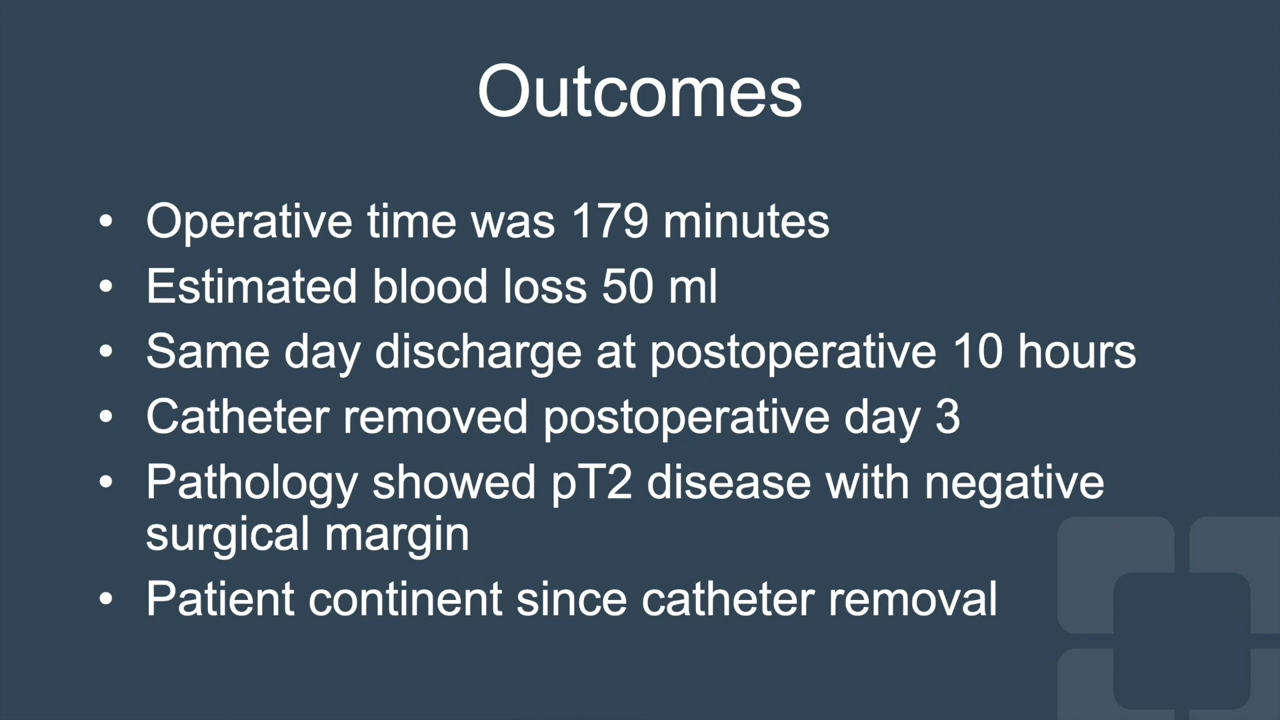 Outcomes
• Operative time was 179 minutes
• Estimated blood loss 50 ml
• Same day discharge at postoperative 10 hours
• Catheter removed postoperative day 3
• Pathology showed pT2 disease with negative
surgical margin
• Patient continent since catheter removal